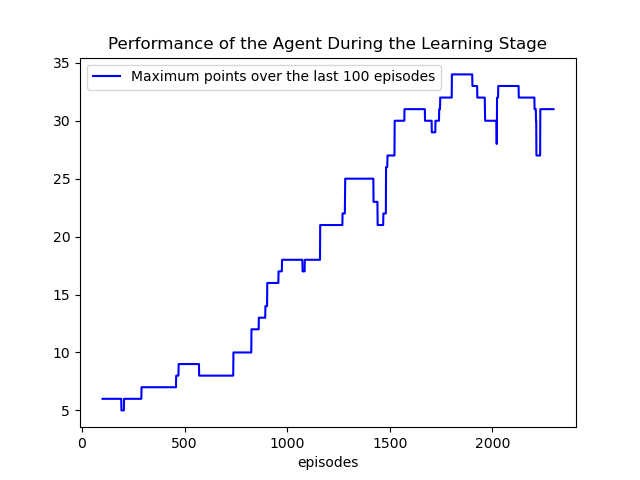 Performance of the Agent During the Learning Stage
Maximum points over the last 100 episodes
35
30
25
20
15
10
5
0 500 1000 1500 2000
episodes